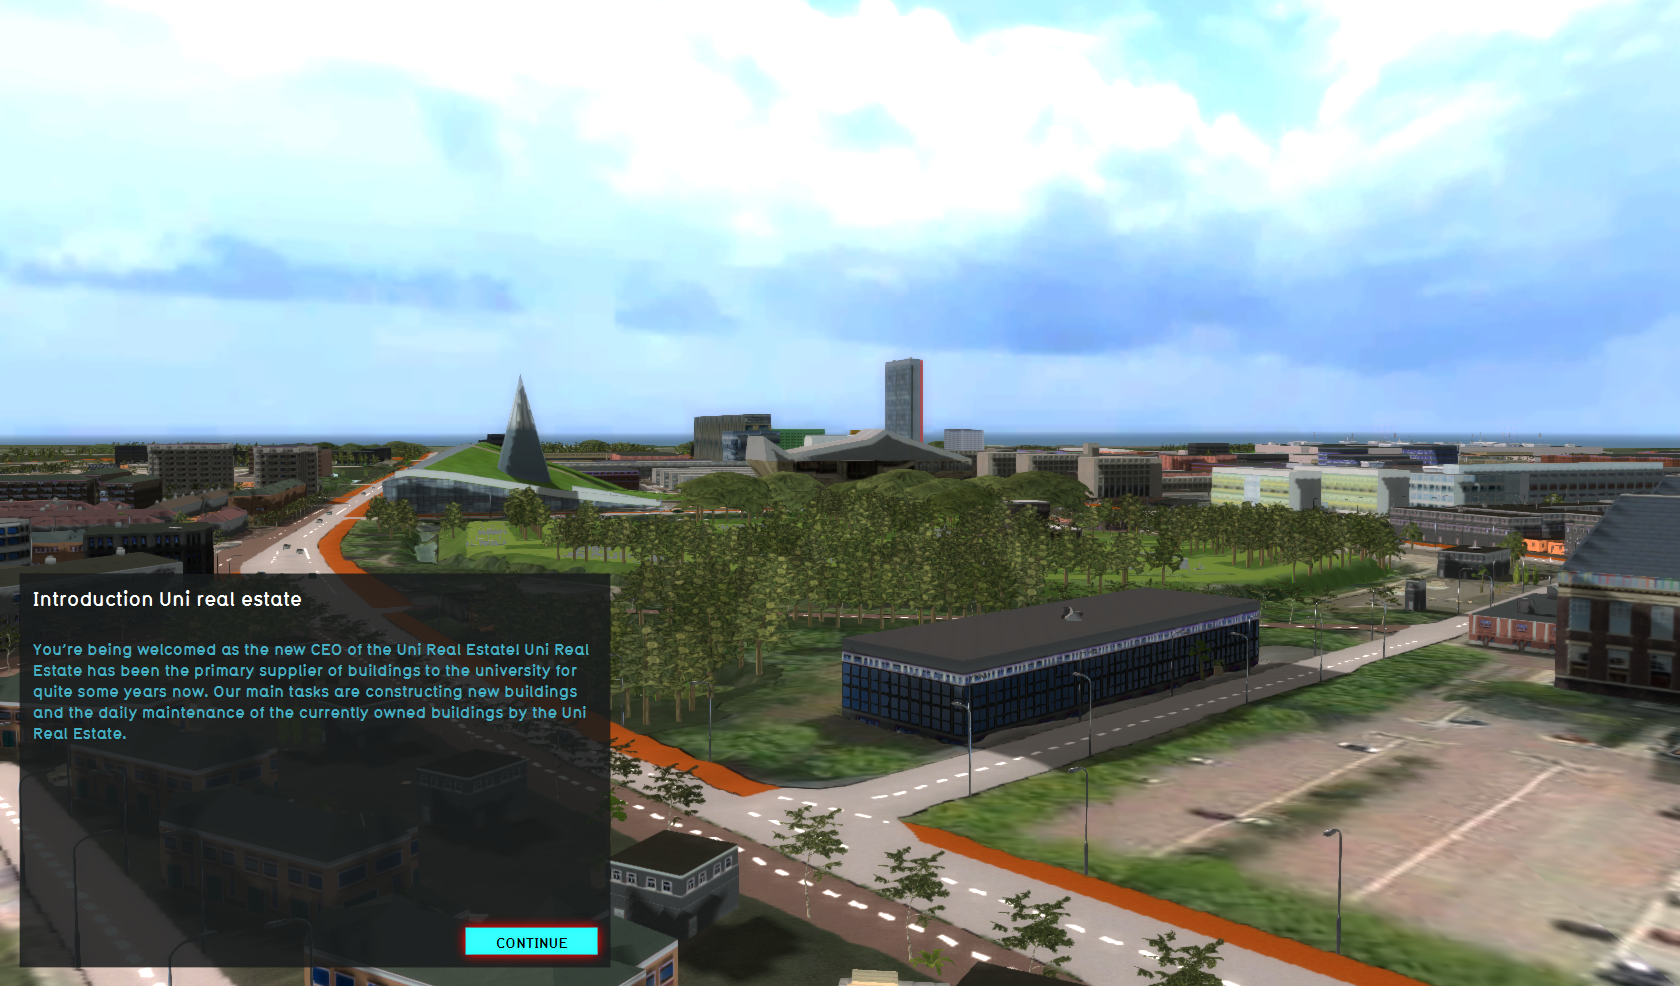 Introduction Uni real estate
You're being welcomed as the new CEO of the Uni Real Estate! Uni Real
Estate has been the primary supplier of buildings to the university for
quite some years now. Our main tasks are constructing new buildings
and the daily maintenance of the currently owned buildings by the Uni
Real Estate.
CONTINUE